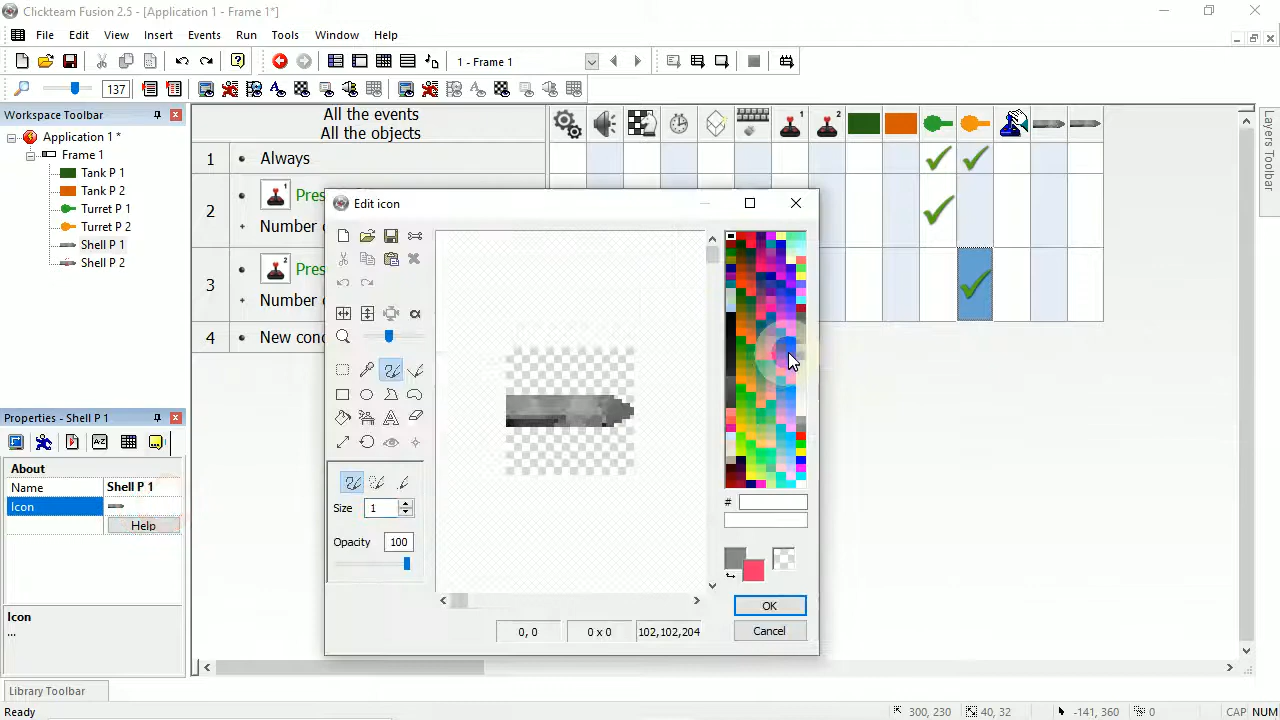 Clickteam Fusion 2.5 - [Application 1 - Frame 1*]
File Edit View Insert Events Run Tools Window Help
1 - Frame 1
137
Workspace Toolbar
Application 1 *
Frame 1
Tank P 1
Tank P 2
Turret P 1
Turret P 2
Shell P 1
Shell P 2
All the events
All the objects
1 • Always
2 • Pres
+ Number
3 • Pres
+ Number
4 • New con
Layers Toolbar
Edit icon
Size 1
Opacity 100
#
0, 0
0 x 0
102,102,204
OK
Cancel
Properties - Shell P 1
About
Name Shell P 1
Icon
Help
Icon
...
Library Toolbar
Ready
300, 230
40, 32
-141, 360
0
CAP NUM